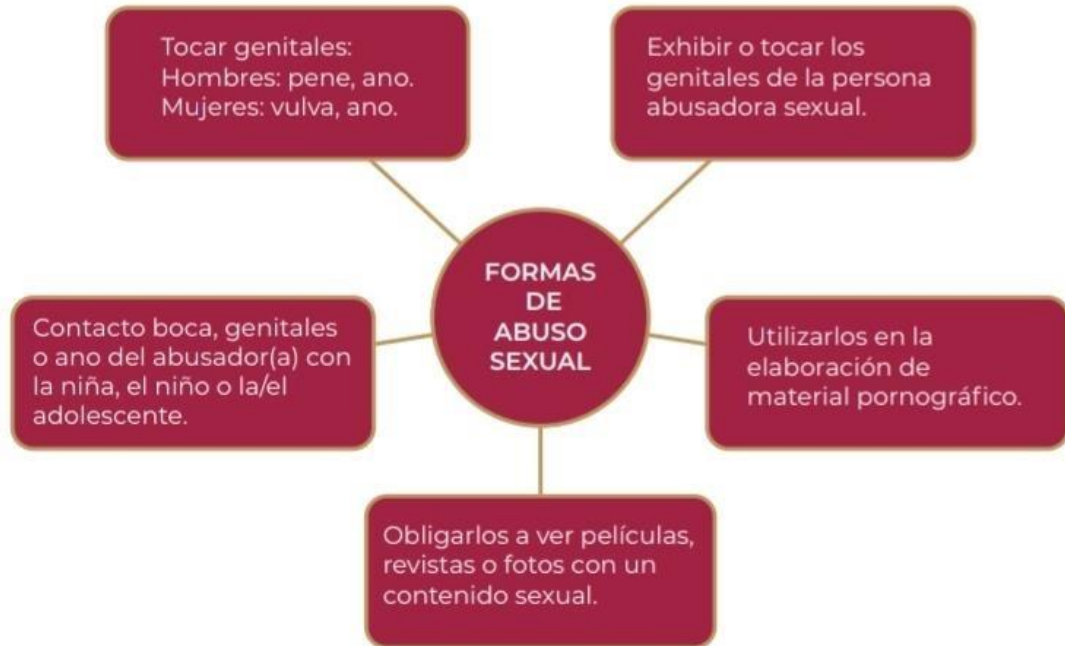 Tocar genitales:
Hombres: pene, ano.
Mujeres: vulva, ano.
Exhibir o tocar los
genitales de la persona
abusadora sexual.
FORMAS
DE
ABUSO
SEXUAL
Contacto boca, genitales
o ano del abusador(a) con
la niña, el niño o la/el
adolescente.
Utilizarlos en la
elaboración de
material pornográfico.
Obligarlos a ver películas,
revistas o fotos con un
contenido sexual.